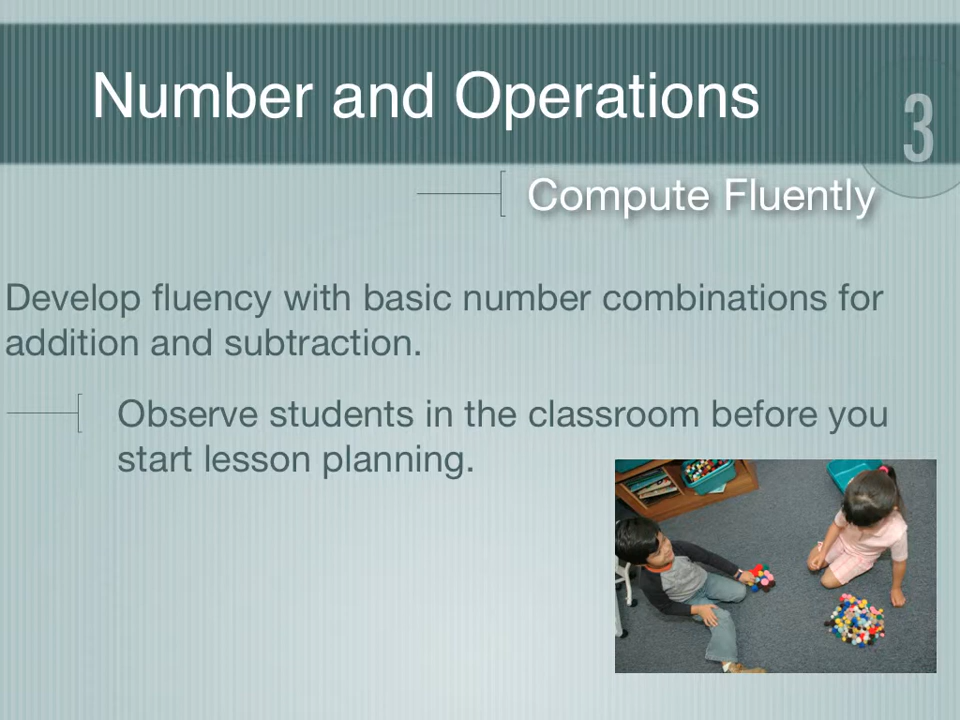 Number and Operations
3
Compute Fluently
Develop fluency with basic number combinations for
addition and subtraction.
Observe students in the classroom before you
start lesson planning.